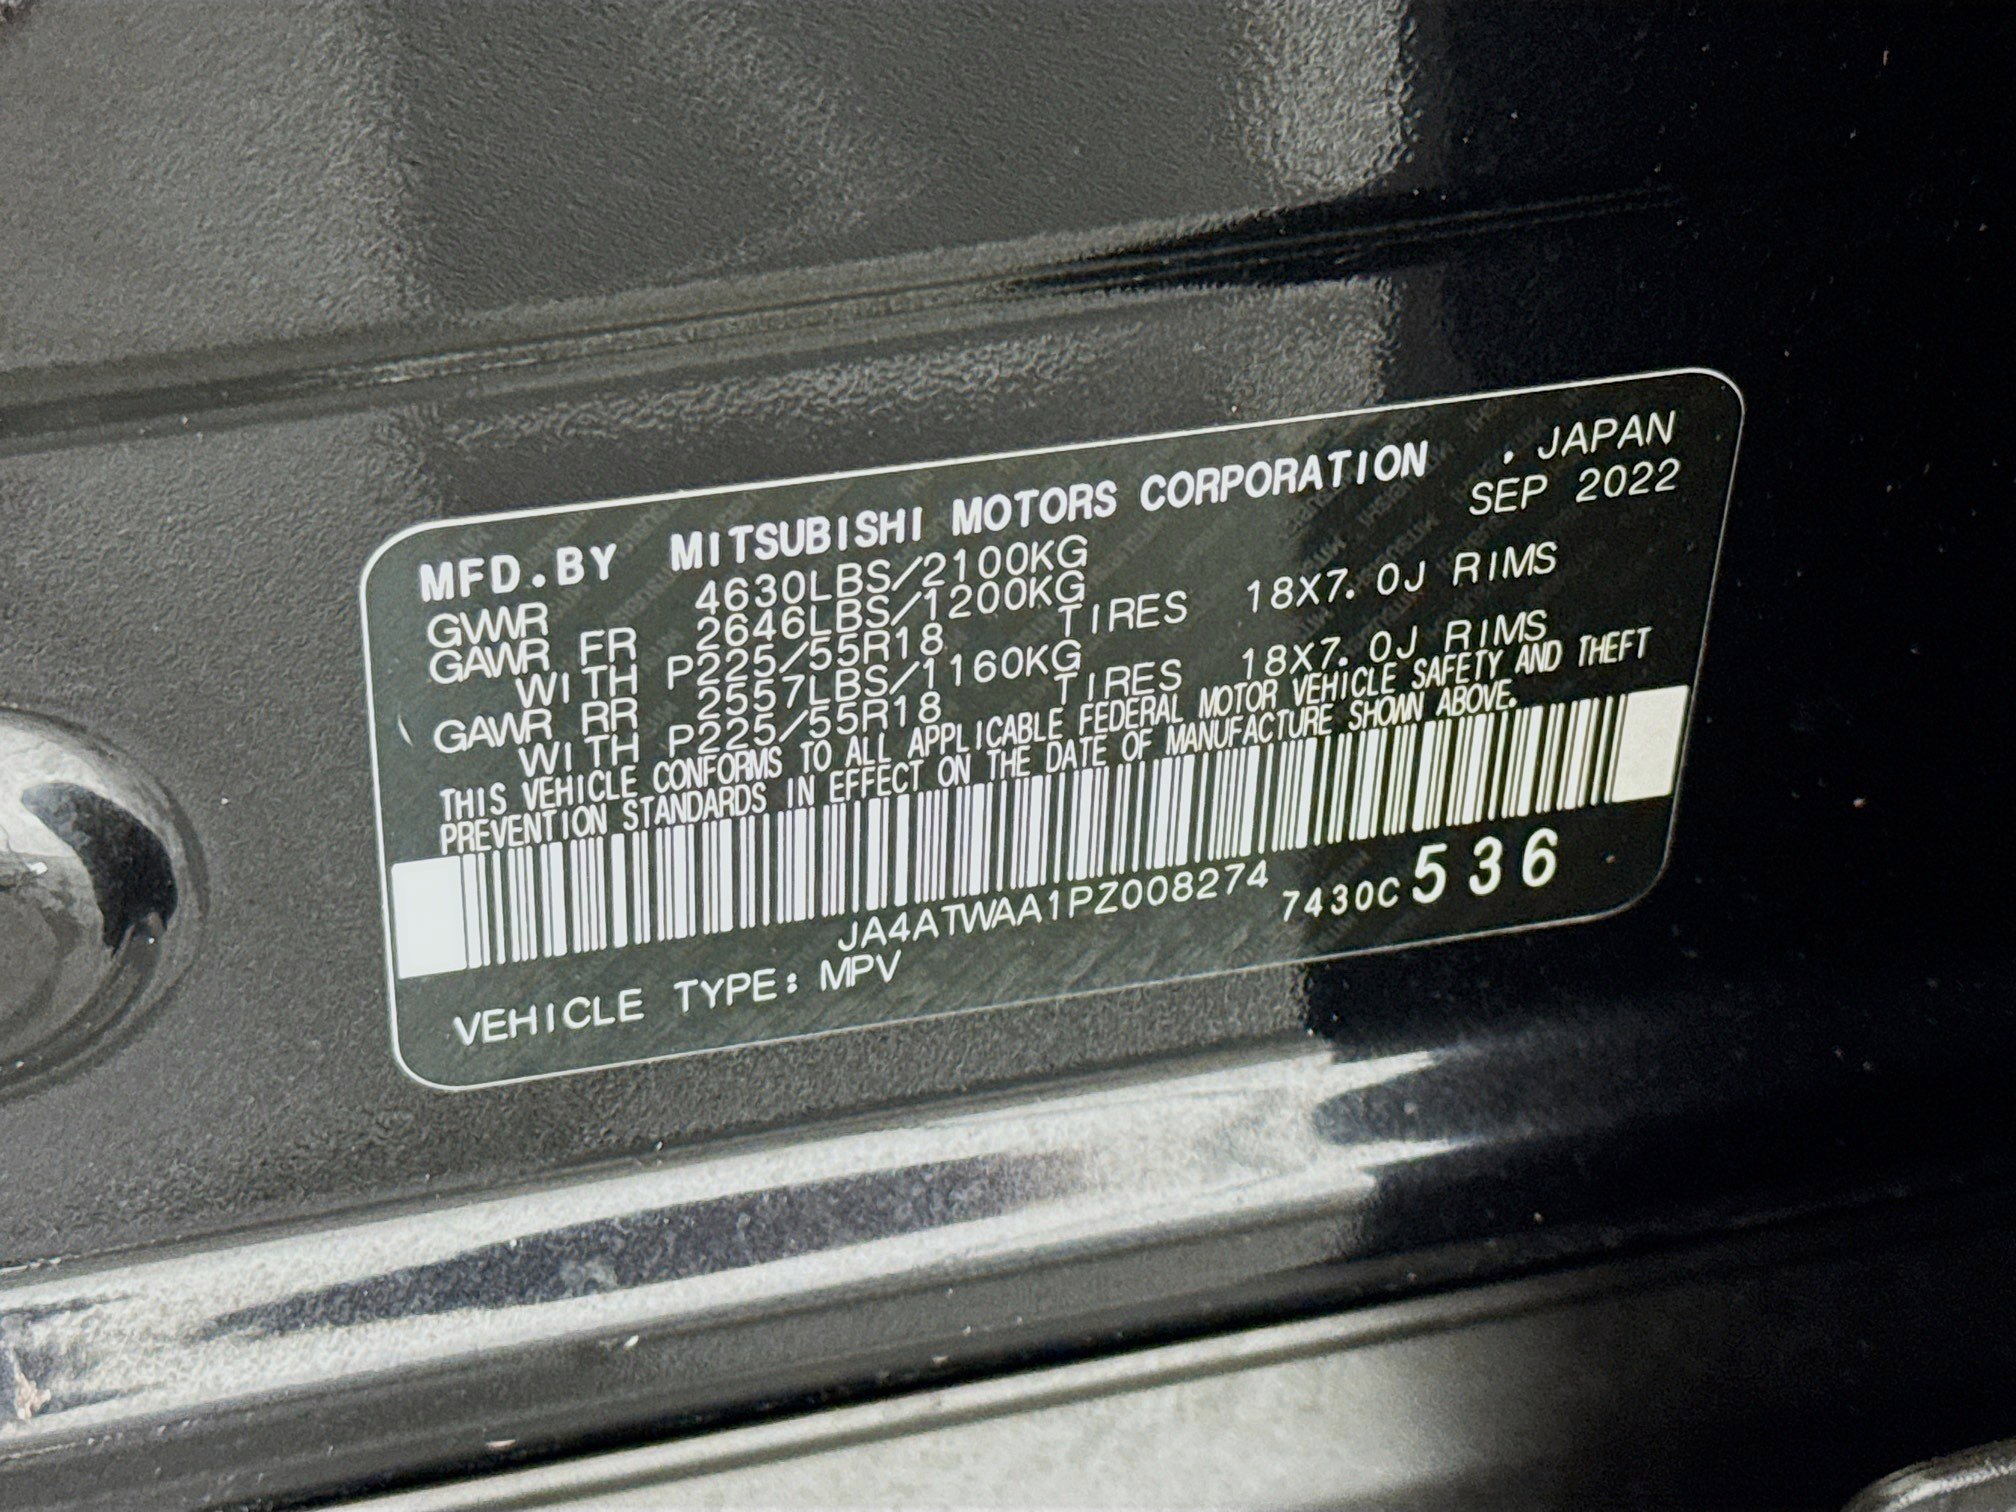 MFD.BY MITSUBISHI MOTORS CORPORATION . JAPAN
SEP 2022
GVWR 4630LBS/2100KG
GAWR FR 2646LBS/1200KG
WITH P225/55R18 TIRES 18X7.0J RIMS
GAWR RR 2557LBS/1160KG
WITH P225/55R18 TIRES 18X7.0J RIMS
THIS VEHICLE CONFORMS TO ALL APPLICABLE FEDERAL MOTOR VEHICLE SAFETY AND THEFT
PREVENTION STANDARDS IN EFFECT ON THE DATE OF MANUFACTURE SHOWN ABOVE.
JA4ATWAA1PZ008274 7430C 536
VEHICLE TYPE: MPV